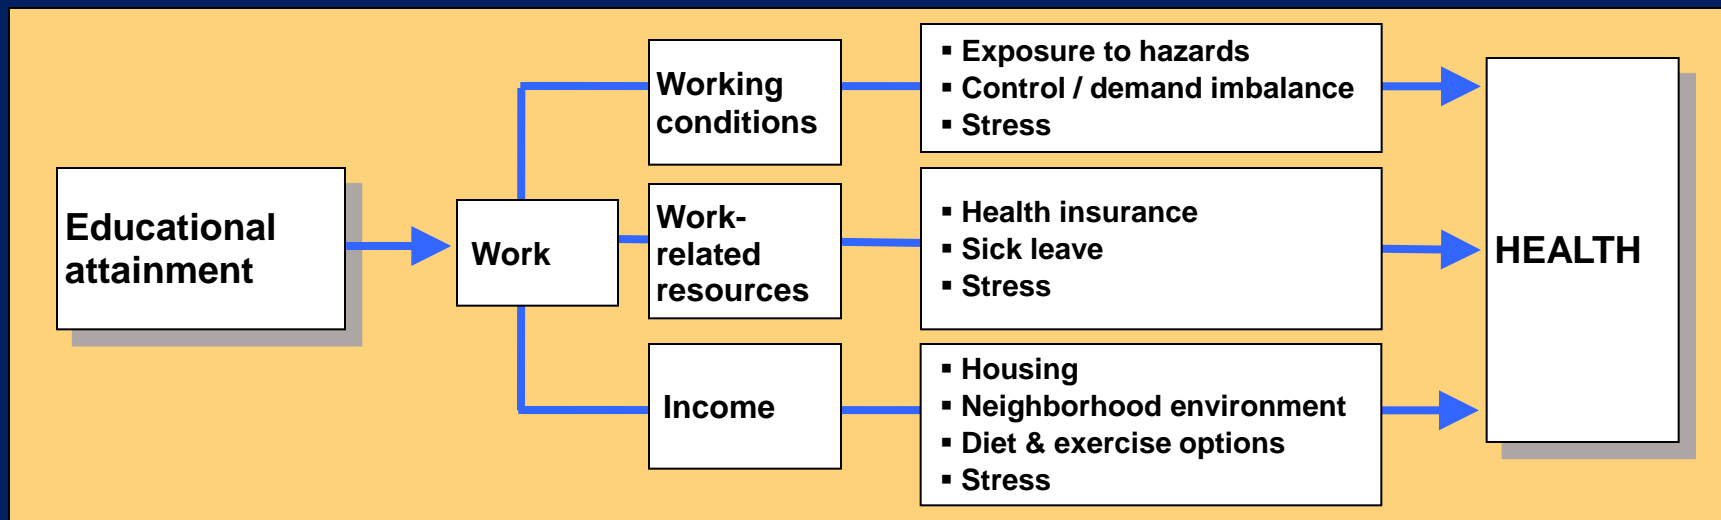 Educational
attainment
Work
Working
conditions
▪ Exposure to hazards
▪ Control / demand imbalance
▪ Stress
Work-
related
resources
▪ Health insurance
▪ Sick leave
▪ Stress
Income
▪ Housing
▪ Neighborhood environment
▪ Diet & exercise options
▪ Stress
HEALTH